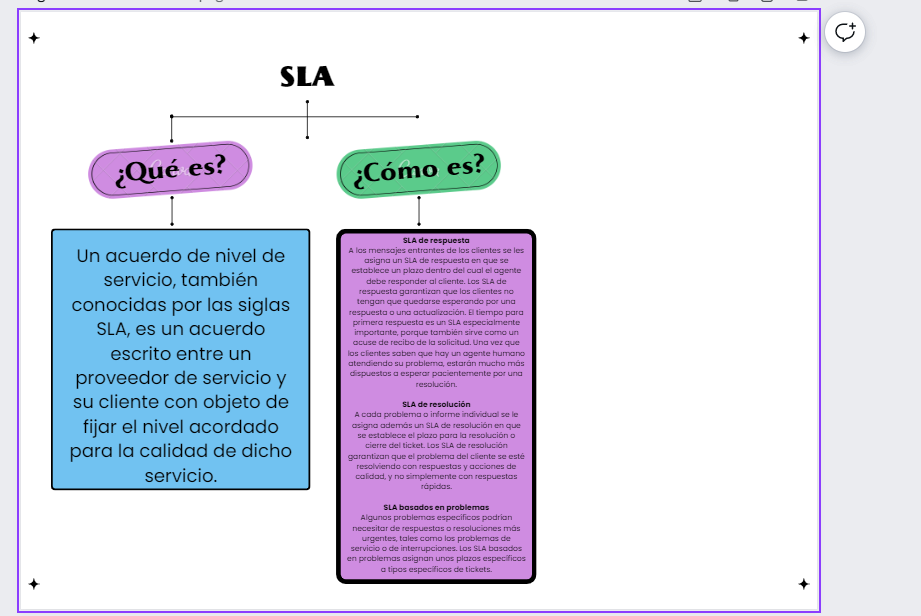 SLA
¿Qué es?
¿Cómo es?
Un acuerdo de nivel de
servicio, también
conocidas por las siglas
SLA, es un acuerdo
escrito entre un
proveedor de servicio y
su cliente con objeto de
fijar el nivel acordado
para la calidad de dicho
servicio.
SLA de respuesta
A los mensajes entrantes de los clientes se les
asigna un SLA de respuesta en que se
establece un plazo dentro del cual el agente
debe responder al cliente. Los SLA de
respuesta garantizan que los clientes no
tengan que quedarse esperando por una
respuesta o una actualización. El tiempo para
primera respuesta es un SLA especialmente
importante, porque también sirve como un
acuse de recibo de la solicitud. Una vez que
los clientes saben que hay un agente humano
atendiendo su problema, estarán mucho más
dispuestos a esperar pacientemente por una
resolución.
SLA de resolución
A cada problema o informe individual se le
asigna además un SLA de resolución en que
se establece el plazo para la resolución o
cierre del ticket. Los SLA de resolución
garantizan que el problema del cliente se esté
resolviendo con respuestas y acciones de
calidad, y no simplemente con respuestas
rápidas.
SLA basados en problemas
Algunos problemas específicos podrían
necesitar de respuestas o resoluciones más
urgentes, tales como los problemas de
servicio o de interrupciones. Los SLA basados
en problemas asignan unos plazos específicos
a tipos específicos de tickets.